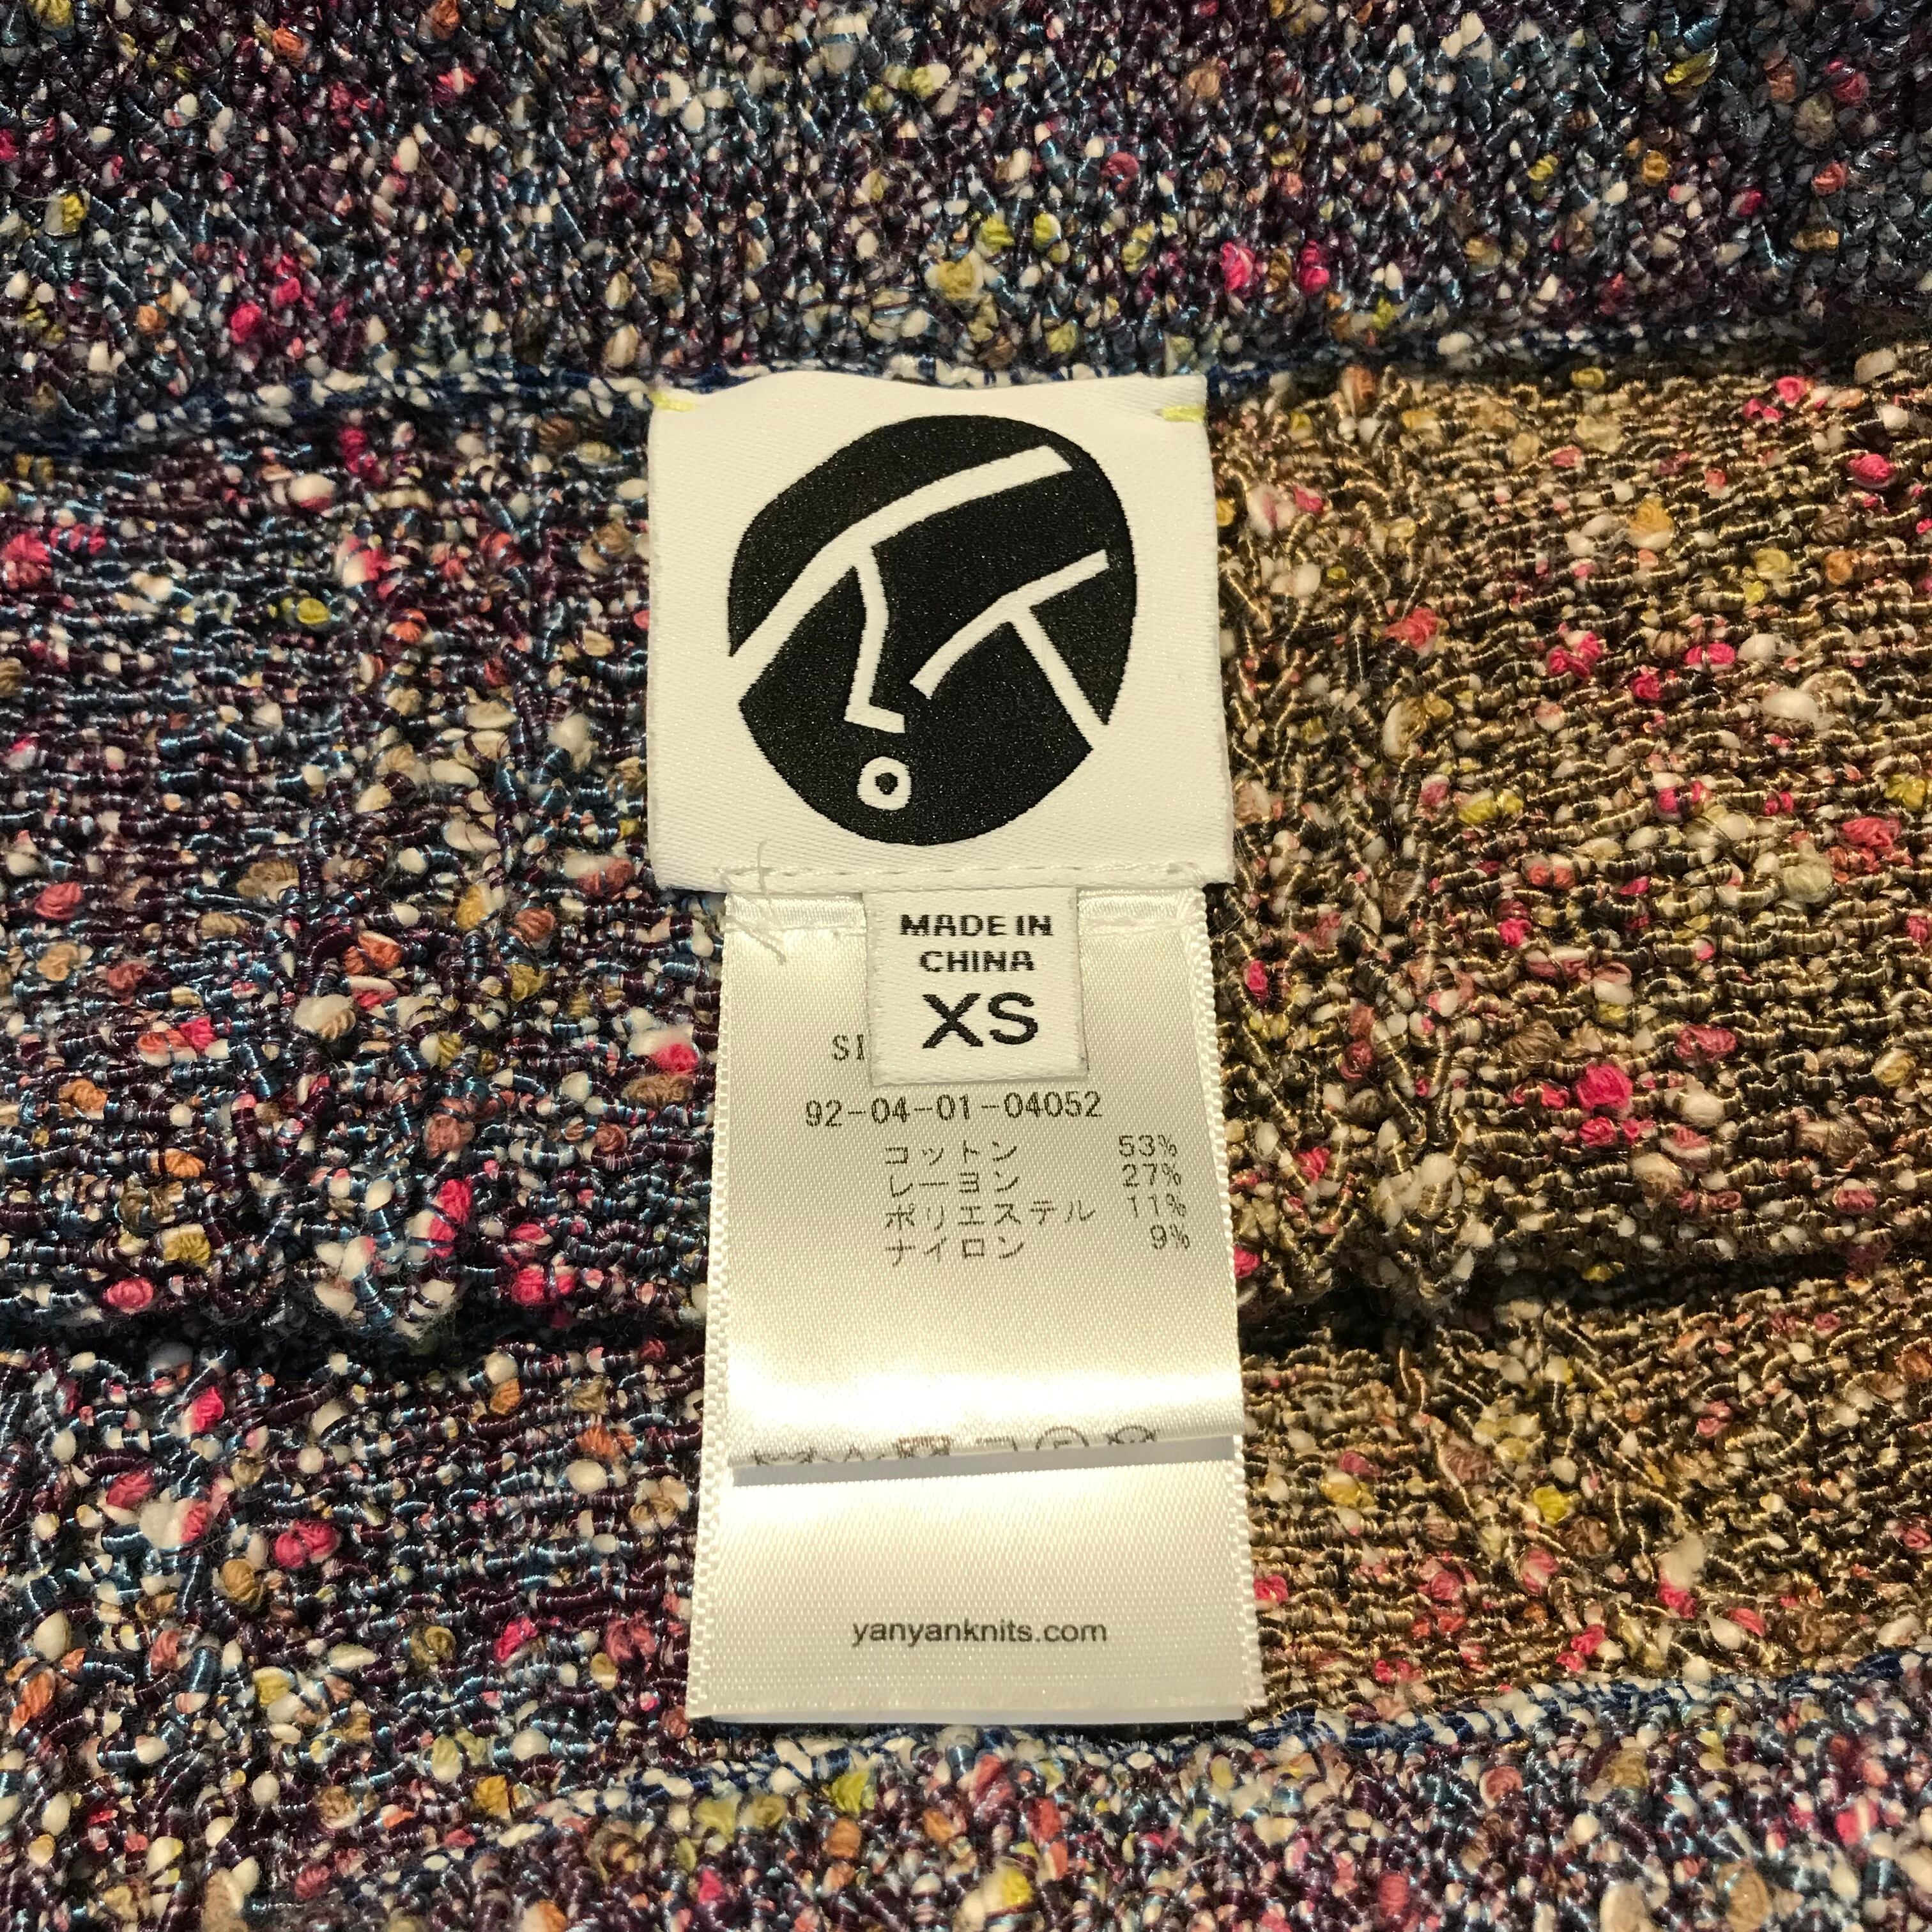 MADE IN
CHINA
XS
92-04-01-04052
コットン 53%
レーヨン 27%
ポリエステル 11%
ナイロン 9%
yanyanknits.com